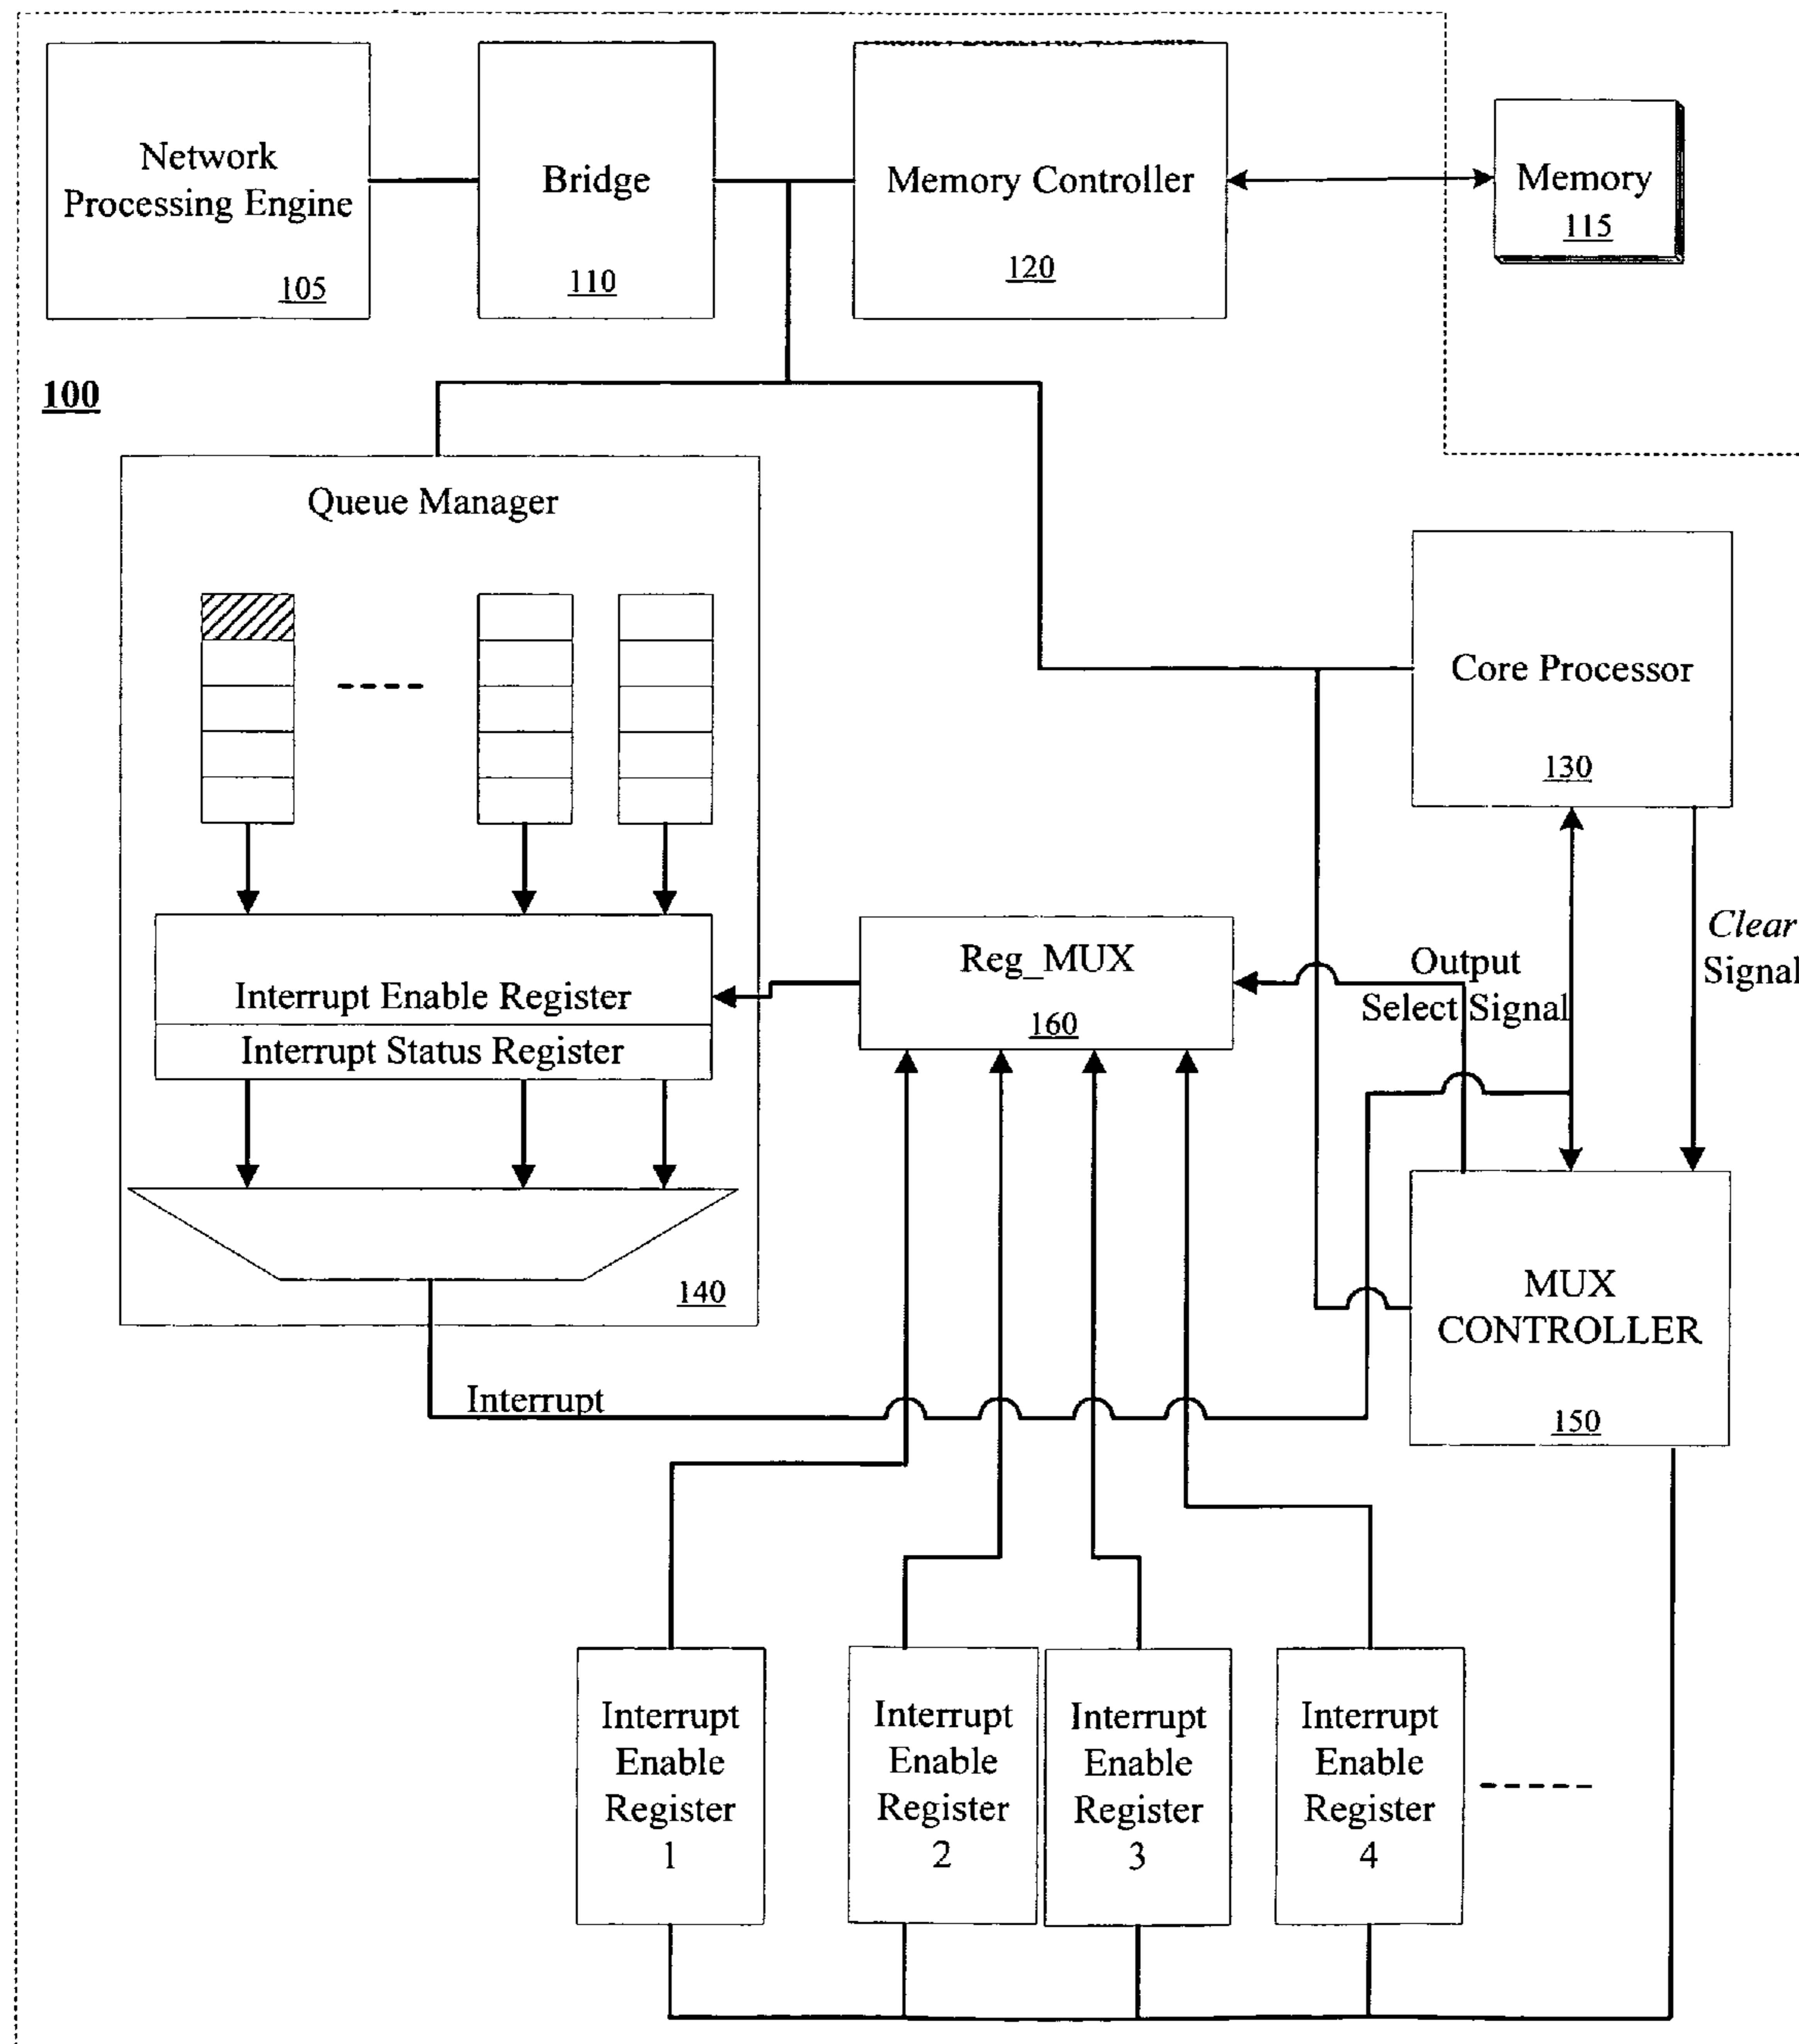 Network
Processing Engine
105
Bridge
110
Memory Controller
120
Memory
115
100
Queue Manager
Core Processor
130
Interrupt Enable Register
Interrupt Status Register
140
Reg_MUX
160
Output
Select Signal
Clear
Signal
MUX
CONTROLLER
150
Interrupt
Interrupt
Enable
Register
1
Interrupt
Enable
Register
2
Interrupt
Enable
Register
3
Interrupt
Enable
Register
4